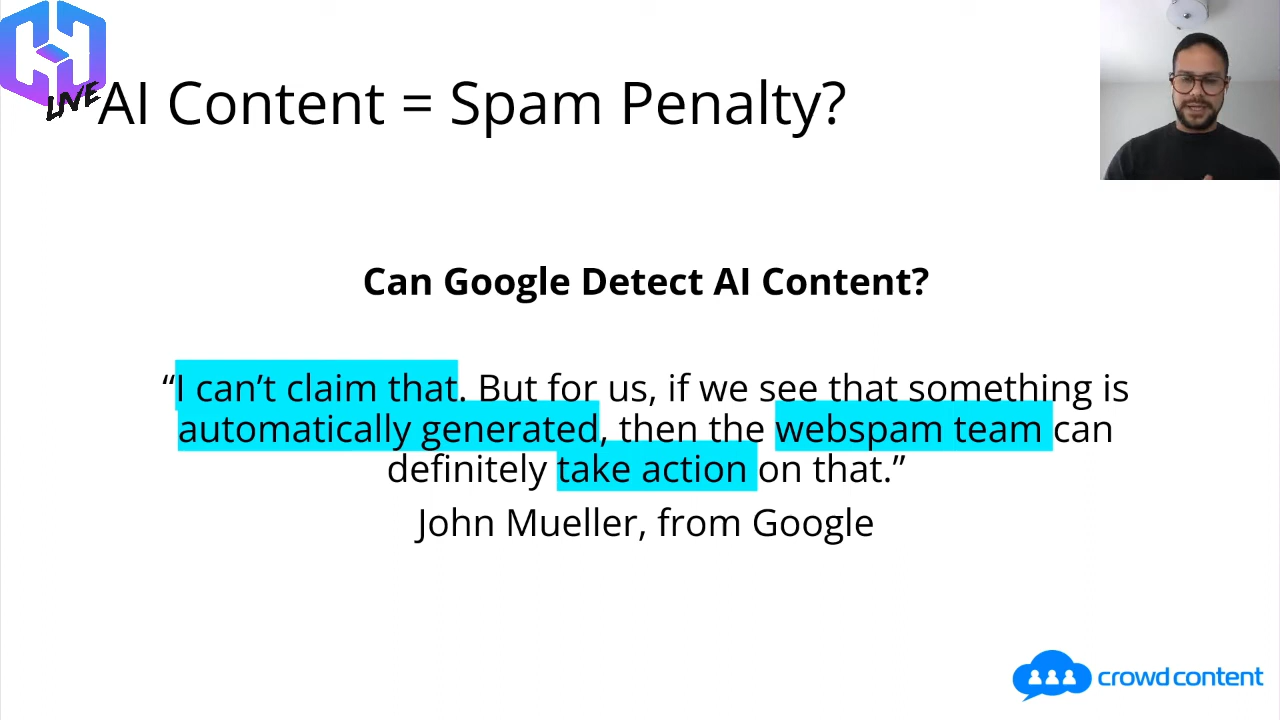 LIVE
AI Content = Spam Penalty?
Can Google Detect AI Content?
“I can’t claim that. But for us, if we see that something is
automatically generated, then the webspam team can
definitely take action on that.”
John Mueller, from Google
crowd content